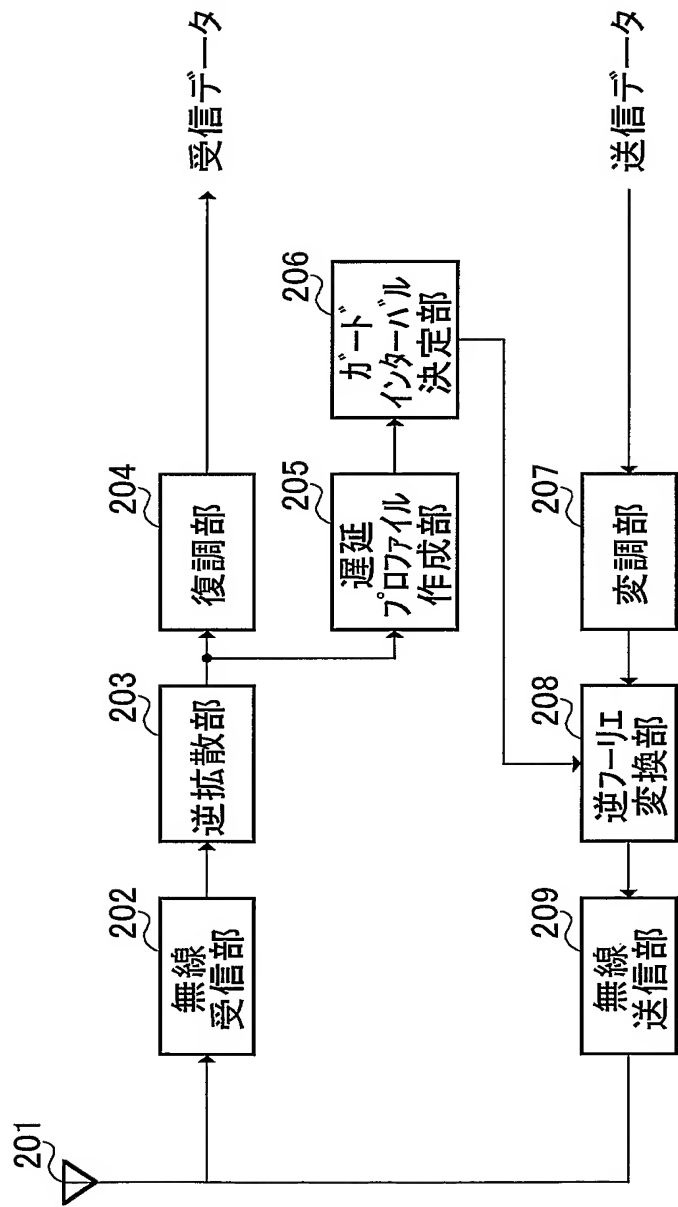 201
202
無線
受信部
203
逆拡散部
204
復調部
受信データ
205
遅延
プロファイル
作成部
206
ガード
インターバル
決定部
207
変調部
送信データ
208
逆フーリエ
変換部
209
無線
送信部